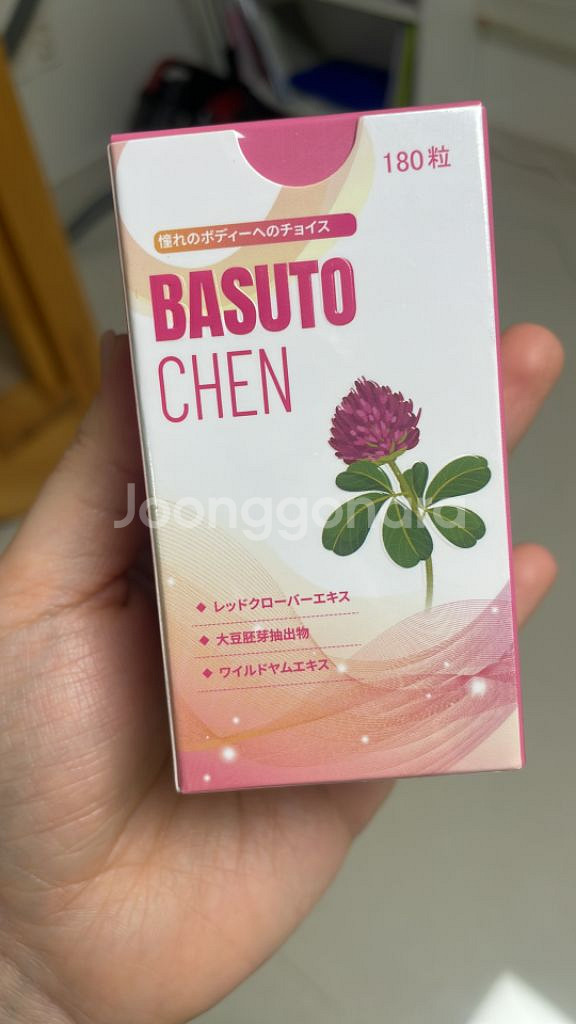 180粒
憧れのボディーへのチョイス
BASUTO
CHEN
Joonggonara
◆ レッドクローバーエキス
◆ 大豆胚芽抽出物
◆ ワイルドヤムエキス